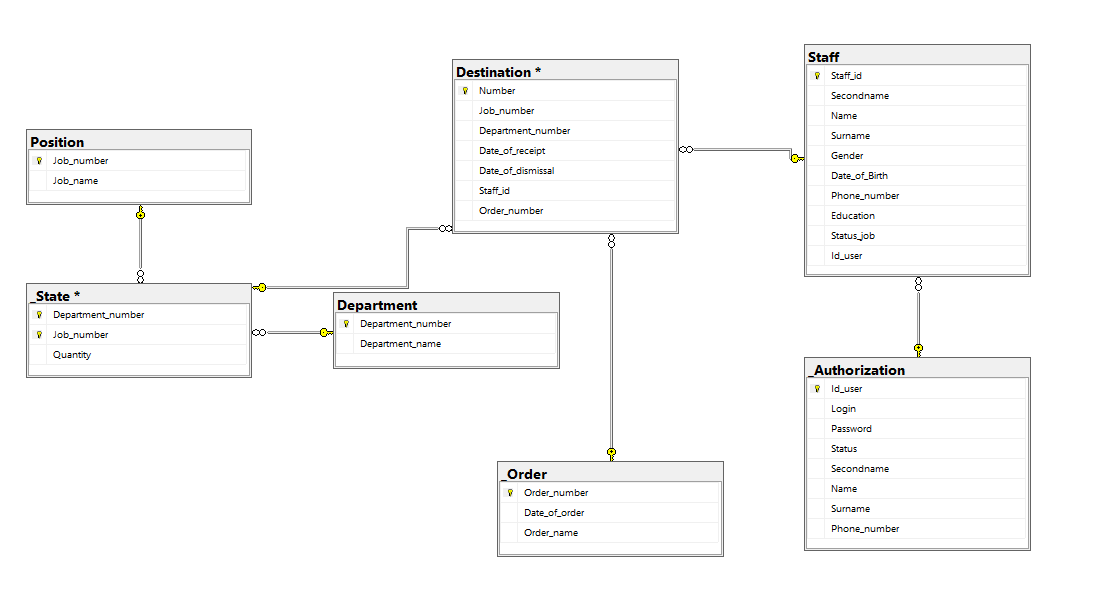 Position
Job_number
Job_name
_State *
Department_number
Job_number
Quantity
Destination *
Number
Job_number
Department_number
Date_of_receipt
Date_of_dismissal
Staff_id
Order_number
Department
Department_number
Department_name
_Order
Order_number
Date_of_order
Order_name
Staff
Staff_id
Secondname
Name
Surname
Gender
Date_of_Birth
Phone_number
Education
Status_job
Id_user
_Authorization
Id_user
Login
Password
Status
Secondname
Name
Surname
Phone_number